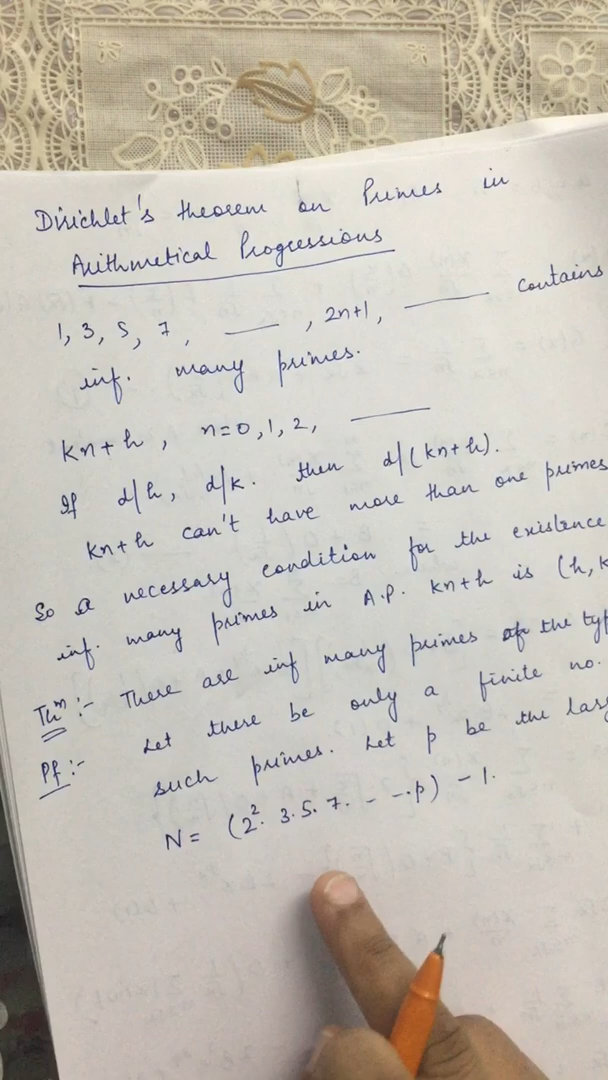 Dirichlet's theorem on Primes in
Arithmetical Progressions
1, 3, 5, 7, ——— , 2n+1, ——— contains
inf. many primes.
kn+h , n=0,1,2, ———
If d/h, d/k. then d/(kn+h).
kn+h can't have more than one primes
So a necessary condition for the existence
inf. many primes in A.P. kn+h is (h,k
Thm :- There are inf many primes of the typ
Pf :- Let there be only a finite no.
such primes. Let p be the las
N = (2². 3.5.7. - - .p) - 1.